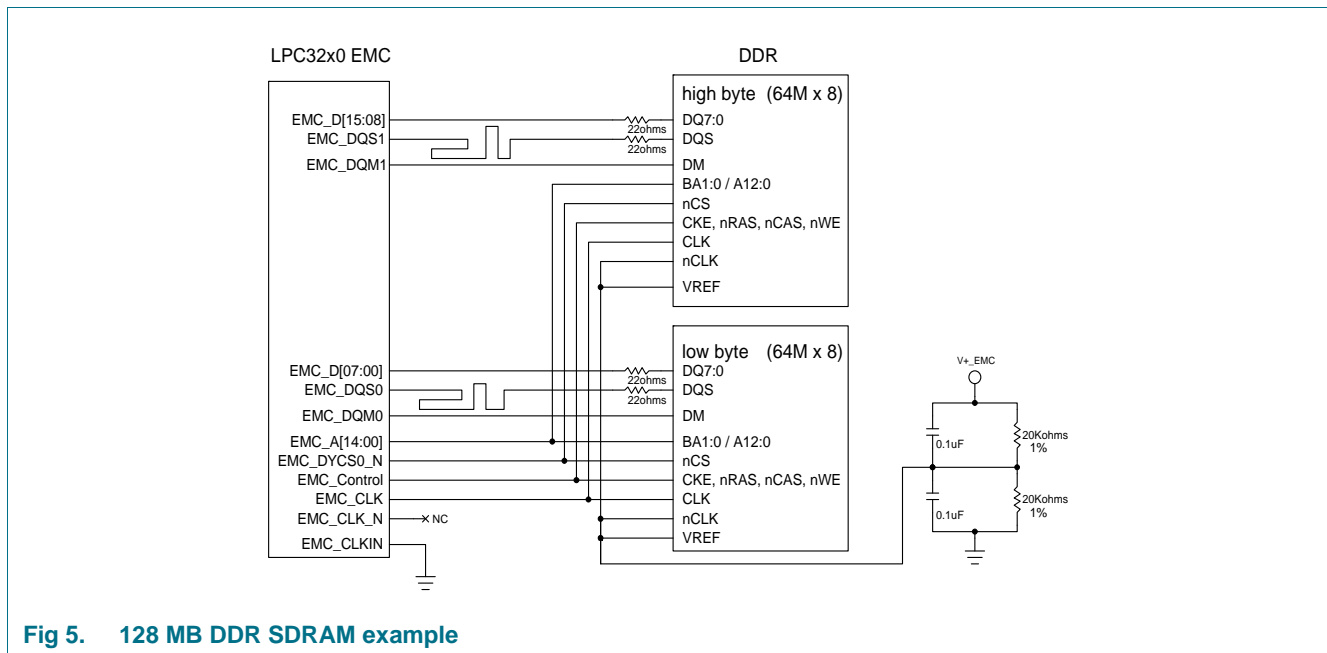 LPC32x0 EMC
EMC_D[15:08]
EMC_DQS1
EMC_DQM1
EMC_D[07:00]
EMC_DQS0
EMC_DQM0
EMC_A[14:00]
EMC_DYCS0_N
EMC_Control
EMC_CLK
EMC_CLK_N
EMC_CLKIN
NC
22ohms
22ohms
22ohms
22ohms
DDR
high byte (64M x 8)
DQ7:0
DQS
DM
BA1:0 / A12:0
nCS
CKE, nRAS, nCAS, nWE
CLK
nCLK
VREF
low byte (64M x 8)
DQ7:0
DQS
DM
BA1:0 / A12:0
nCS
CKE, nRAS, nCAS, nWE
CLK
nCLK
VREF
V+_EMC
0.1uF
20Kohms
1%
0.1uF
20Kohms
1%
Fig 5. 128 MB DDR SDRAM example